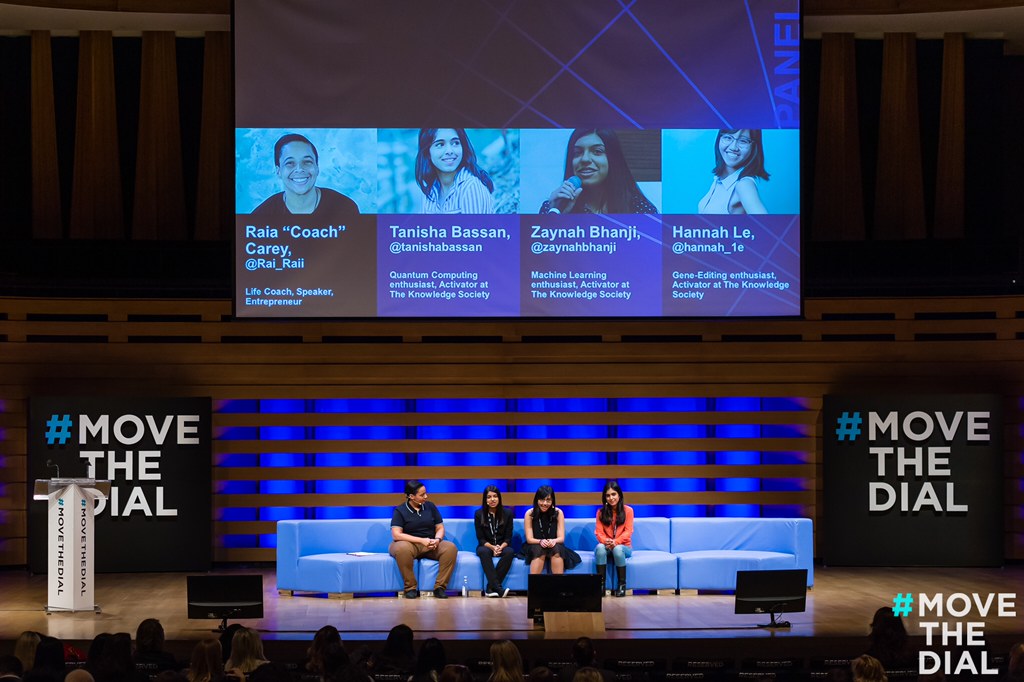 PANEL
Raia “Coach”
Carey,
@Rai_Raii
Life Coach, Speaker,
Entrepreneur
Tanisha Bassan,
@tanishabassan
Quantum Computing
enthusiast, Activator at
The Knowledge Society
Zaynah Bhanji,
@zaynahbhanji
Machine Learning
enthusiast, Activator at
The Knowledge Society
Hannah Le,
@hannah_1e
Gene-Editing enthusiast,
Activator at The Knowledge
Society
#MOVE
THE
DIAL
#MOVETHEDIAL
#MOVETHEDIAL
#MOVE
THE
DIAL
#MOVE
THE
DIAL